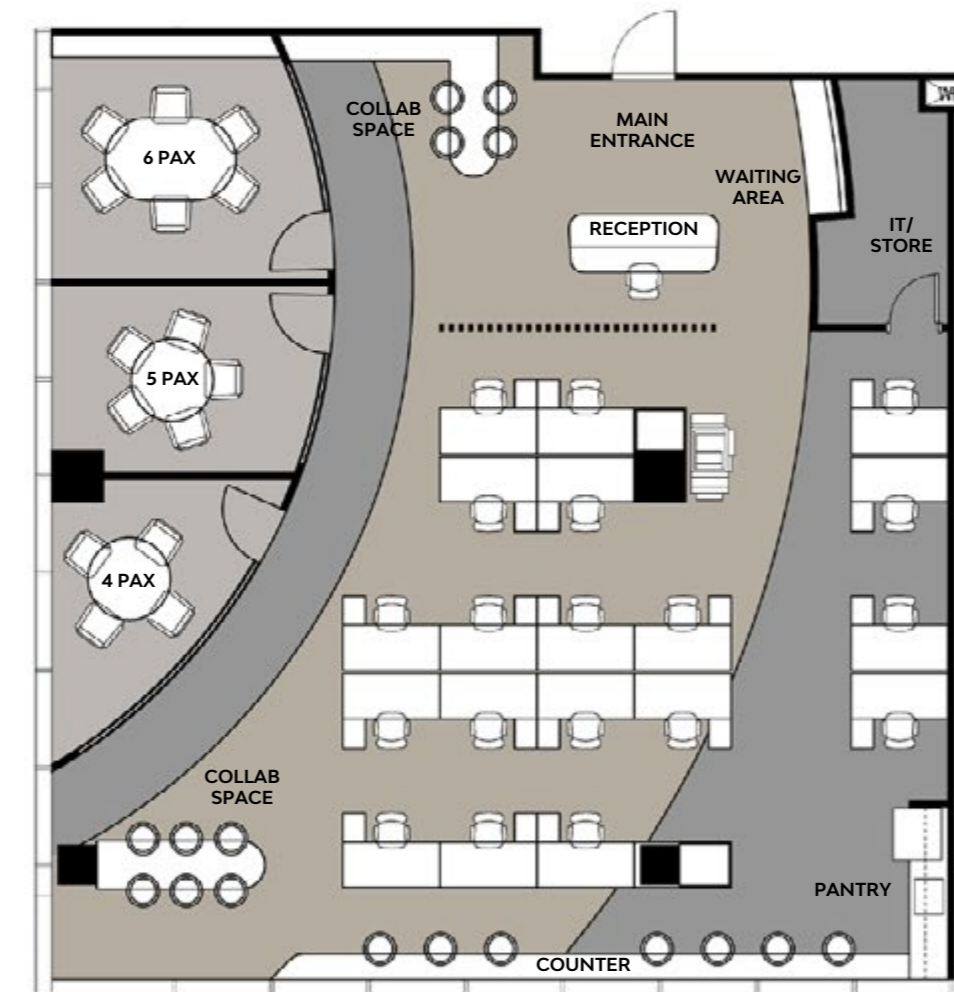 COLLAB
SPACE
MAIN
ENTRANCE
6 PAX
WAITING
AREA
RECEPTION
IT/
STORE
5 PAX
4 PAX
COLLAB
SPACE
PANTRY
COUNTER